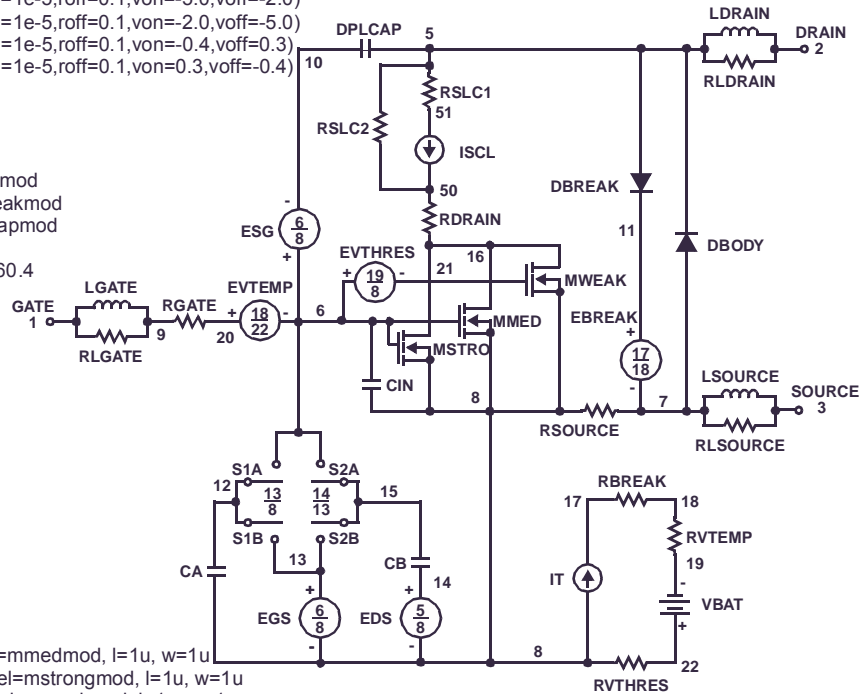 =1e-5,roff=0.1,von=-5.0,voff=-2.0)
=1e-5,roff=0.1,von=-2.0,voff=-5.0)
=1e-5,roff=0.1,von=-0.4,voff=0.3)
=1e-5,roff=0.1,von=0.3,voff=-0.4)
mod
eakmod
apmod
60.4
LDRAIN
DPLCAP
5
DRAIN
2
10
RLDRAIN
RSLC1
51
RSLC2
ISCL
50
DBREAK
RDRAIN
ESG
6
8
-
+
11
DBODY
EVTHRES
16
+
19
8
-
21
MWEAK
LGATE
EVTEMP
GATE
1
RGATE
+
18
22
-
6
MMED
EBREAK
+
9
20
RLGATE
MSTRO
17
18
-
LSOURCE
CIN
8
7
SOURCE
3
RSOURCE
RLSOURCE
S1A
S2A
12
13
8
14
13
15
RBREAK
17
18
S1B
S2B
RVTEMP
13
CB
19
CA
14
IT
-
VBAT
+
+
EGS
6
8
-
+
EDS
5
8
-
8
22
RVTHRES
=mmedmod, l=1u, w=1u
el=mstrongmod, l=1u, w=1u